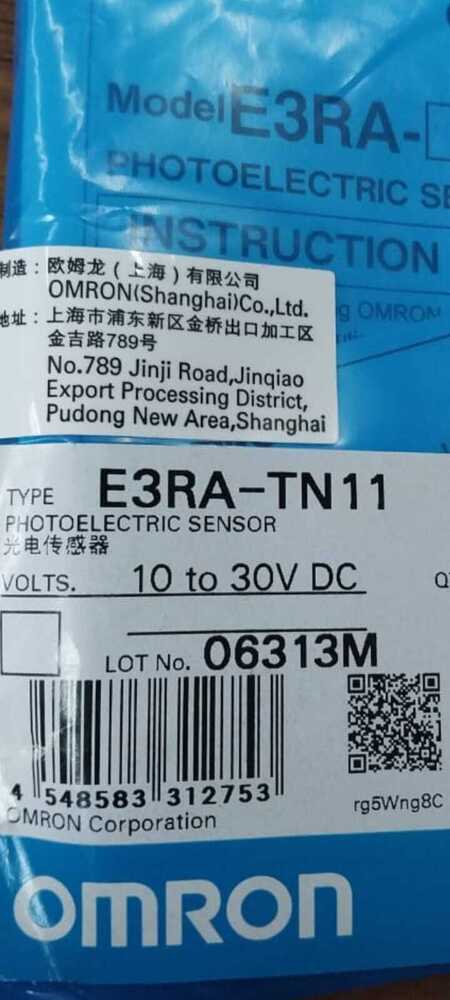 Model E3RA-
PHOTOELECTRIC SE
INSTRUCTION
OMRON
制造：欧姆龙（上海）有限公司
OMRON(Shanghai)Co.,Ltd.
地址：上海市浦东新区金桥出口加工区
金吉路789号
No.789 Jinji Road,Jinqiao
Export Processing District,
Pudong New Area,Shanghai
TYPE E3RA-TN11
PHOTOELECTRIC SENSOR
光电传感器
VOLTS. 10 to 30V DC
LOT No. 06313M
4 548583 312753
rg5Wng8C
OMRON Corporation
OMRON